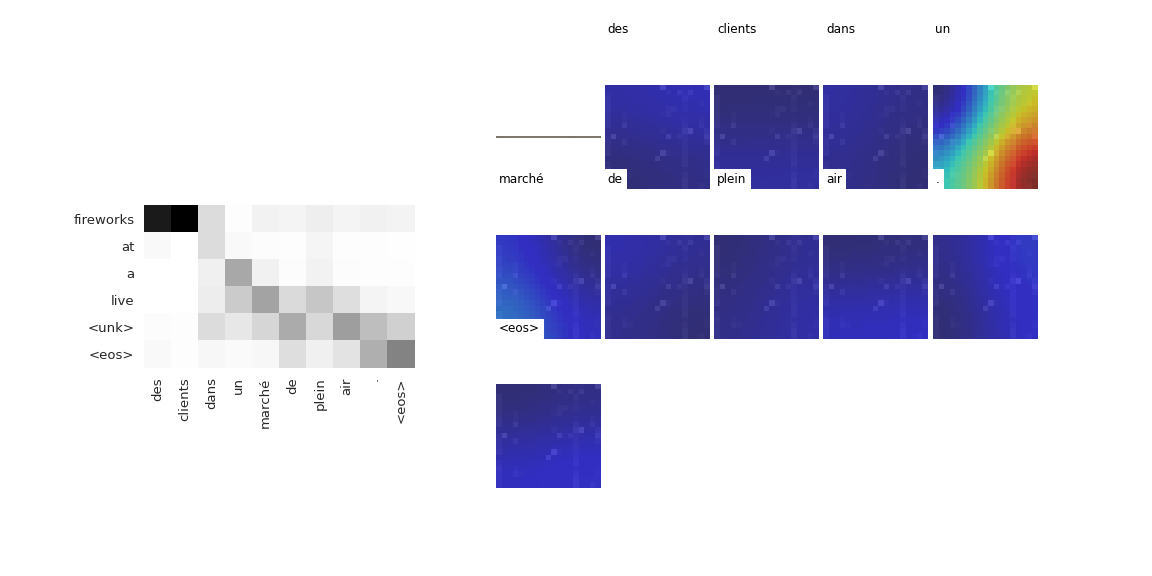 des clients dans un
marché de plein air .
<eos>
fireworks
at
a
live
<unk>
<eos>
des clients dans un marché de plein air . <eos>